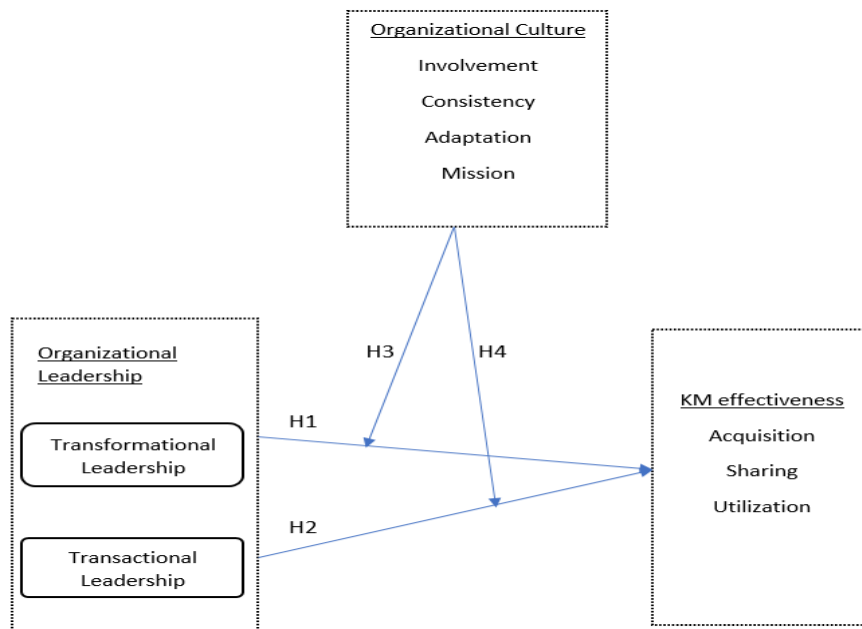 Organizational Culture
Involvement
Consistency
Adaptation
Mission
H3
H4
Organizational
Leadership
H1
Transformational
Leadership
H2
Transactional
Leadership
KM effectiveness
Acquisition
Sharing
Utilization